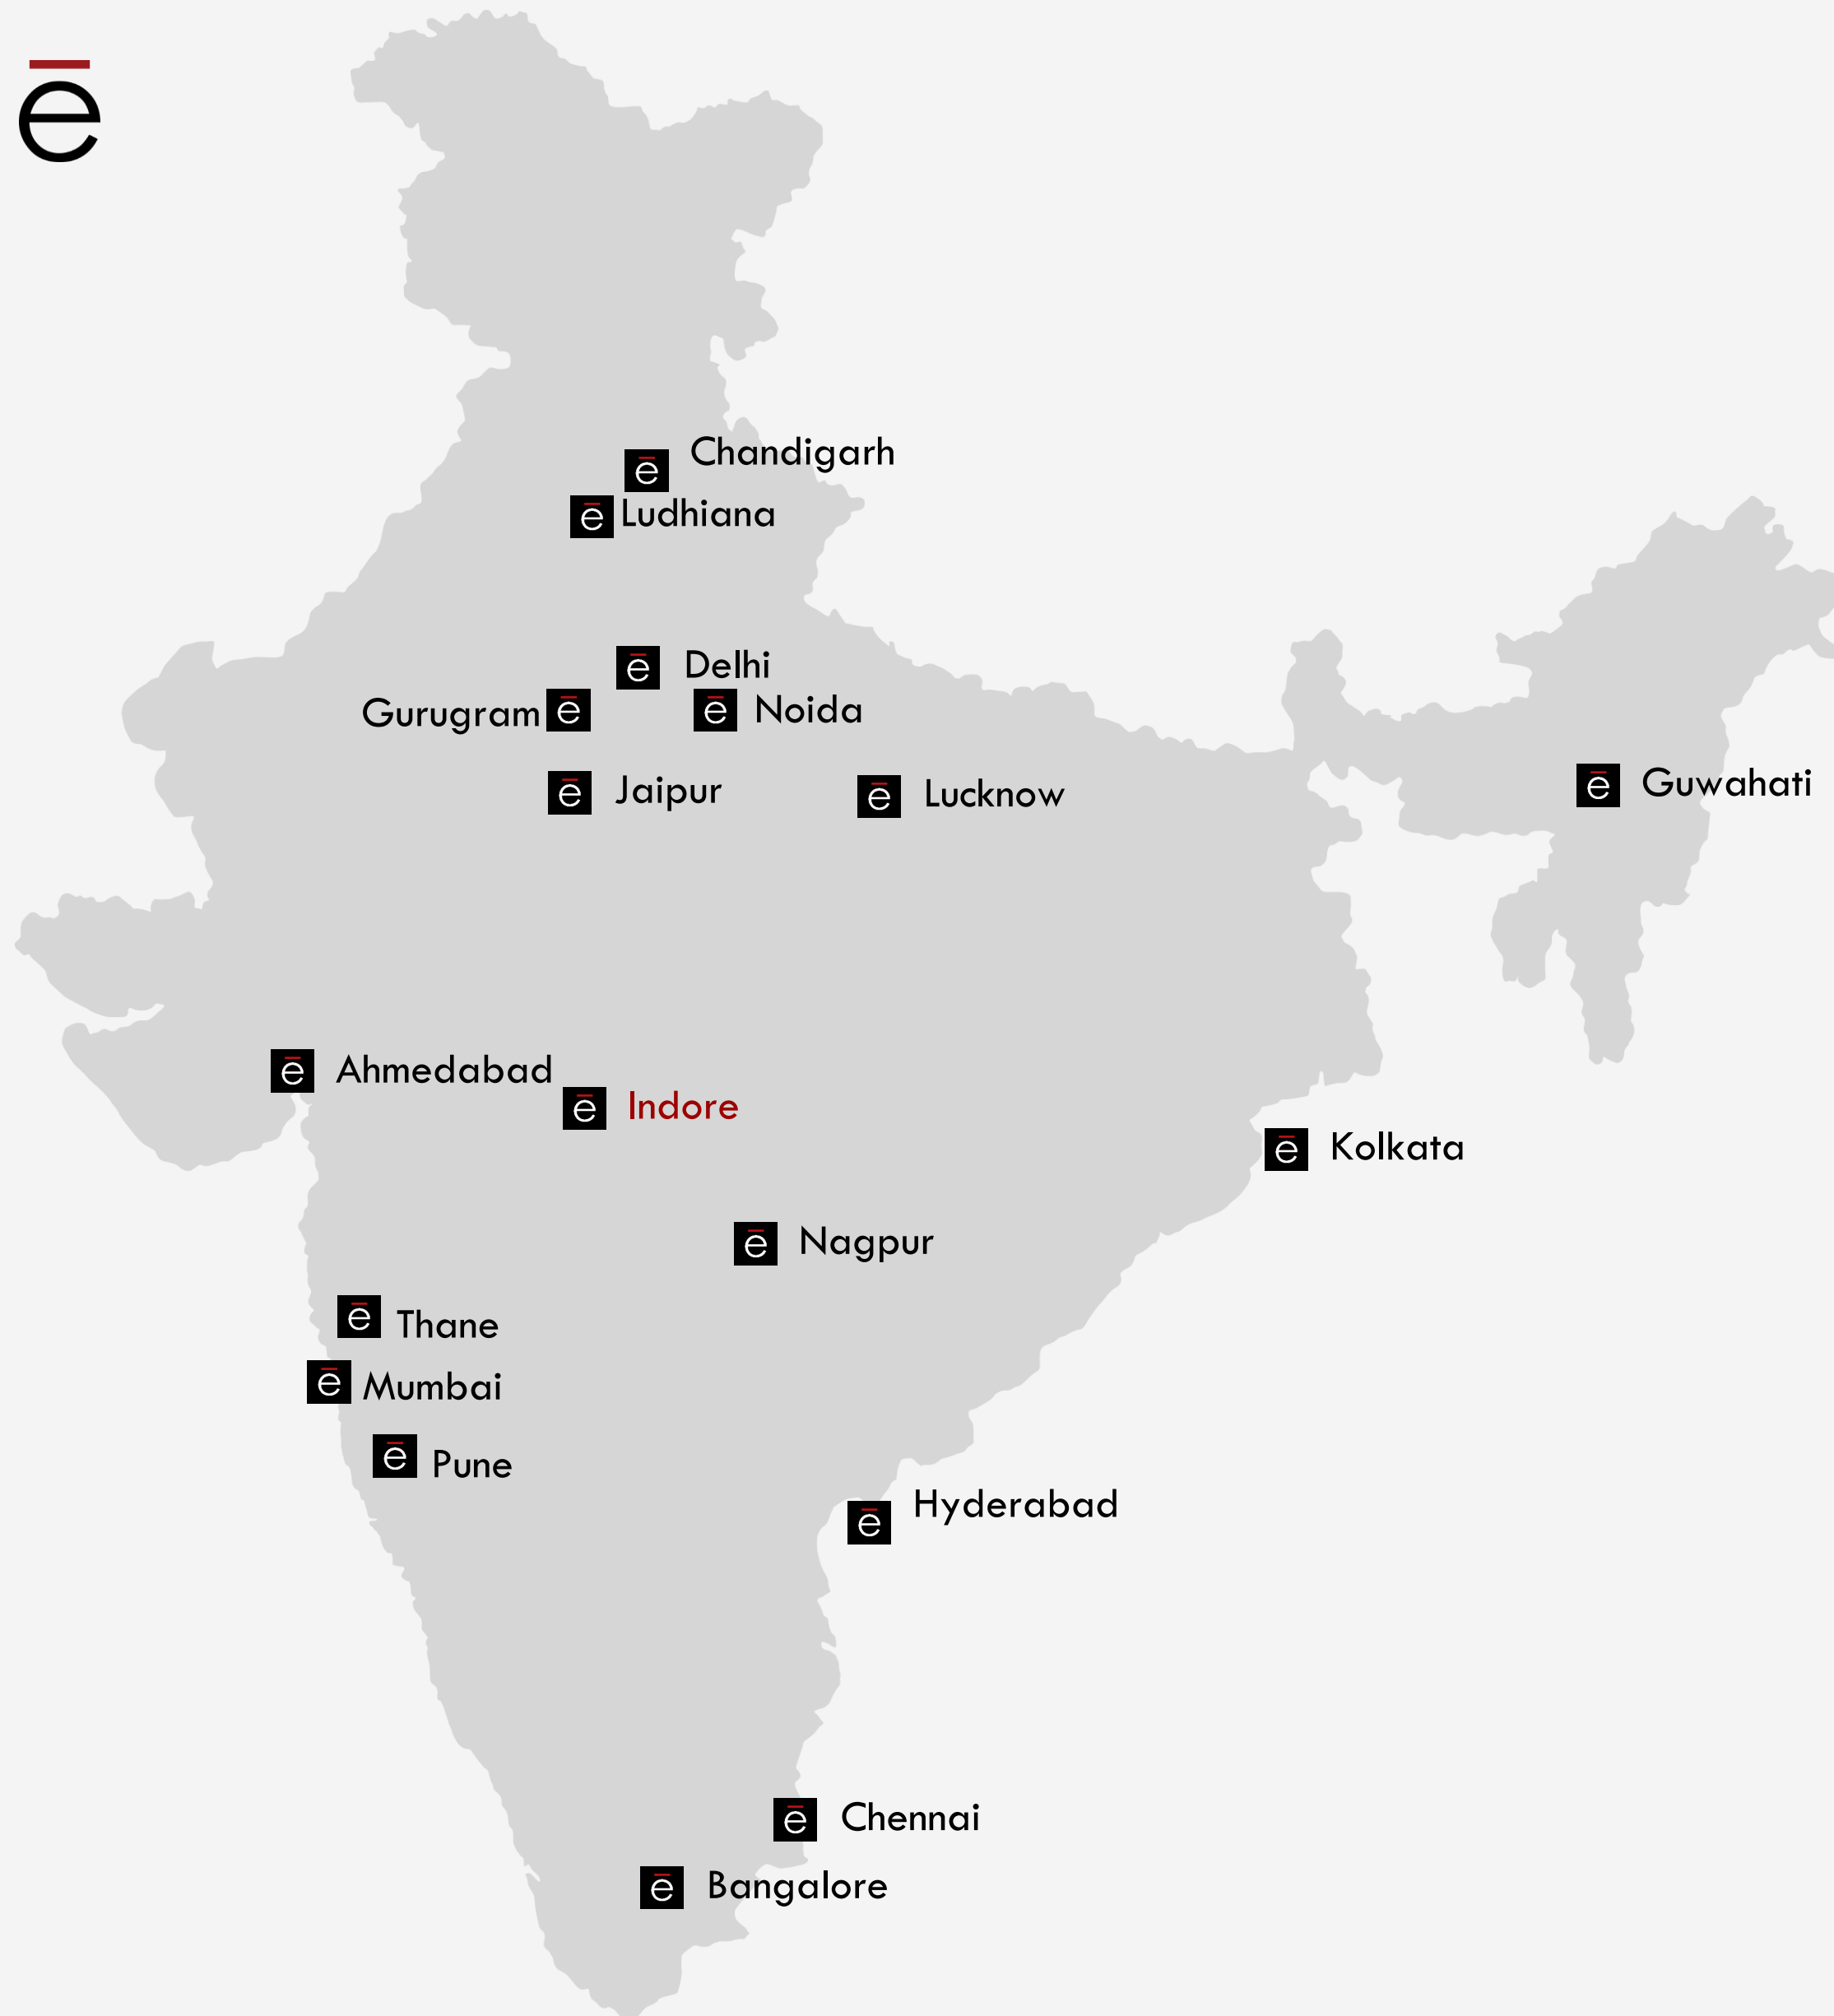 ē
Chandigarh
Ludhiana
Delhi
Gurugram
Noida
Jaipur
Lucknow
Guwahati
Ahmedabad
Indore
Kolkata
Nagpur
Thane
Mumbai
Pune
Hyderabad
Chennai
Bangalore